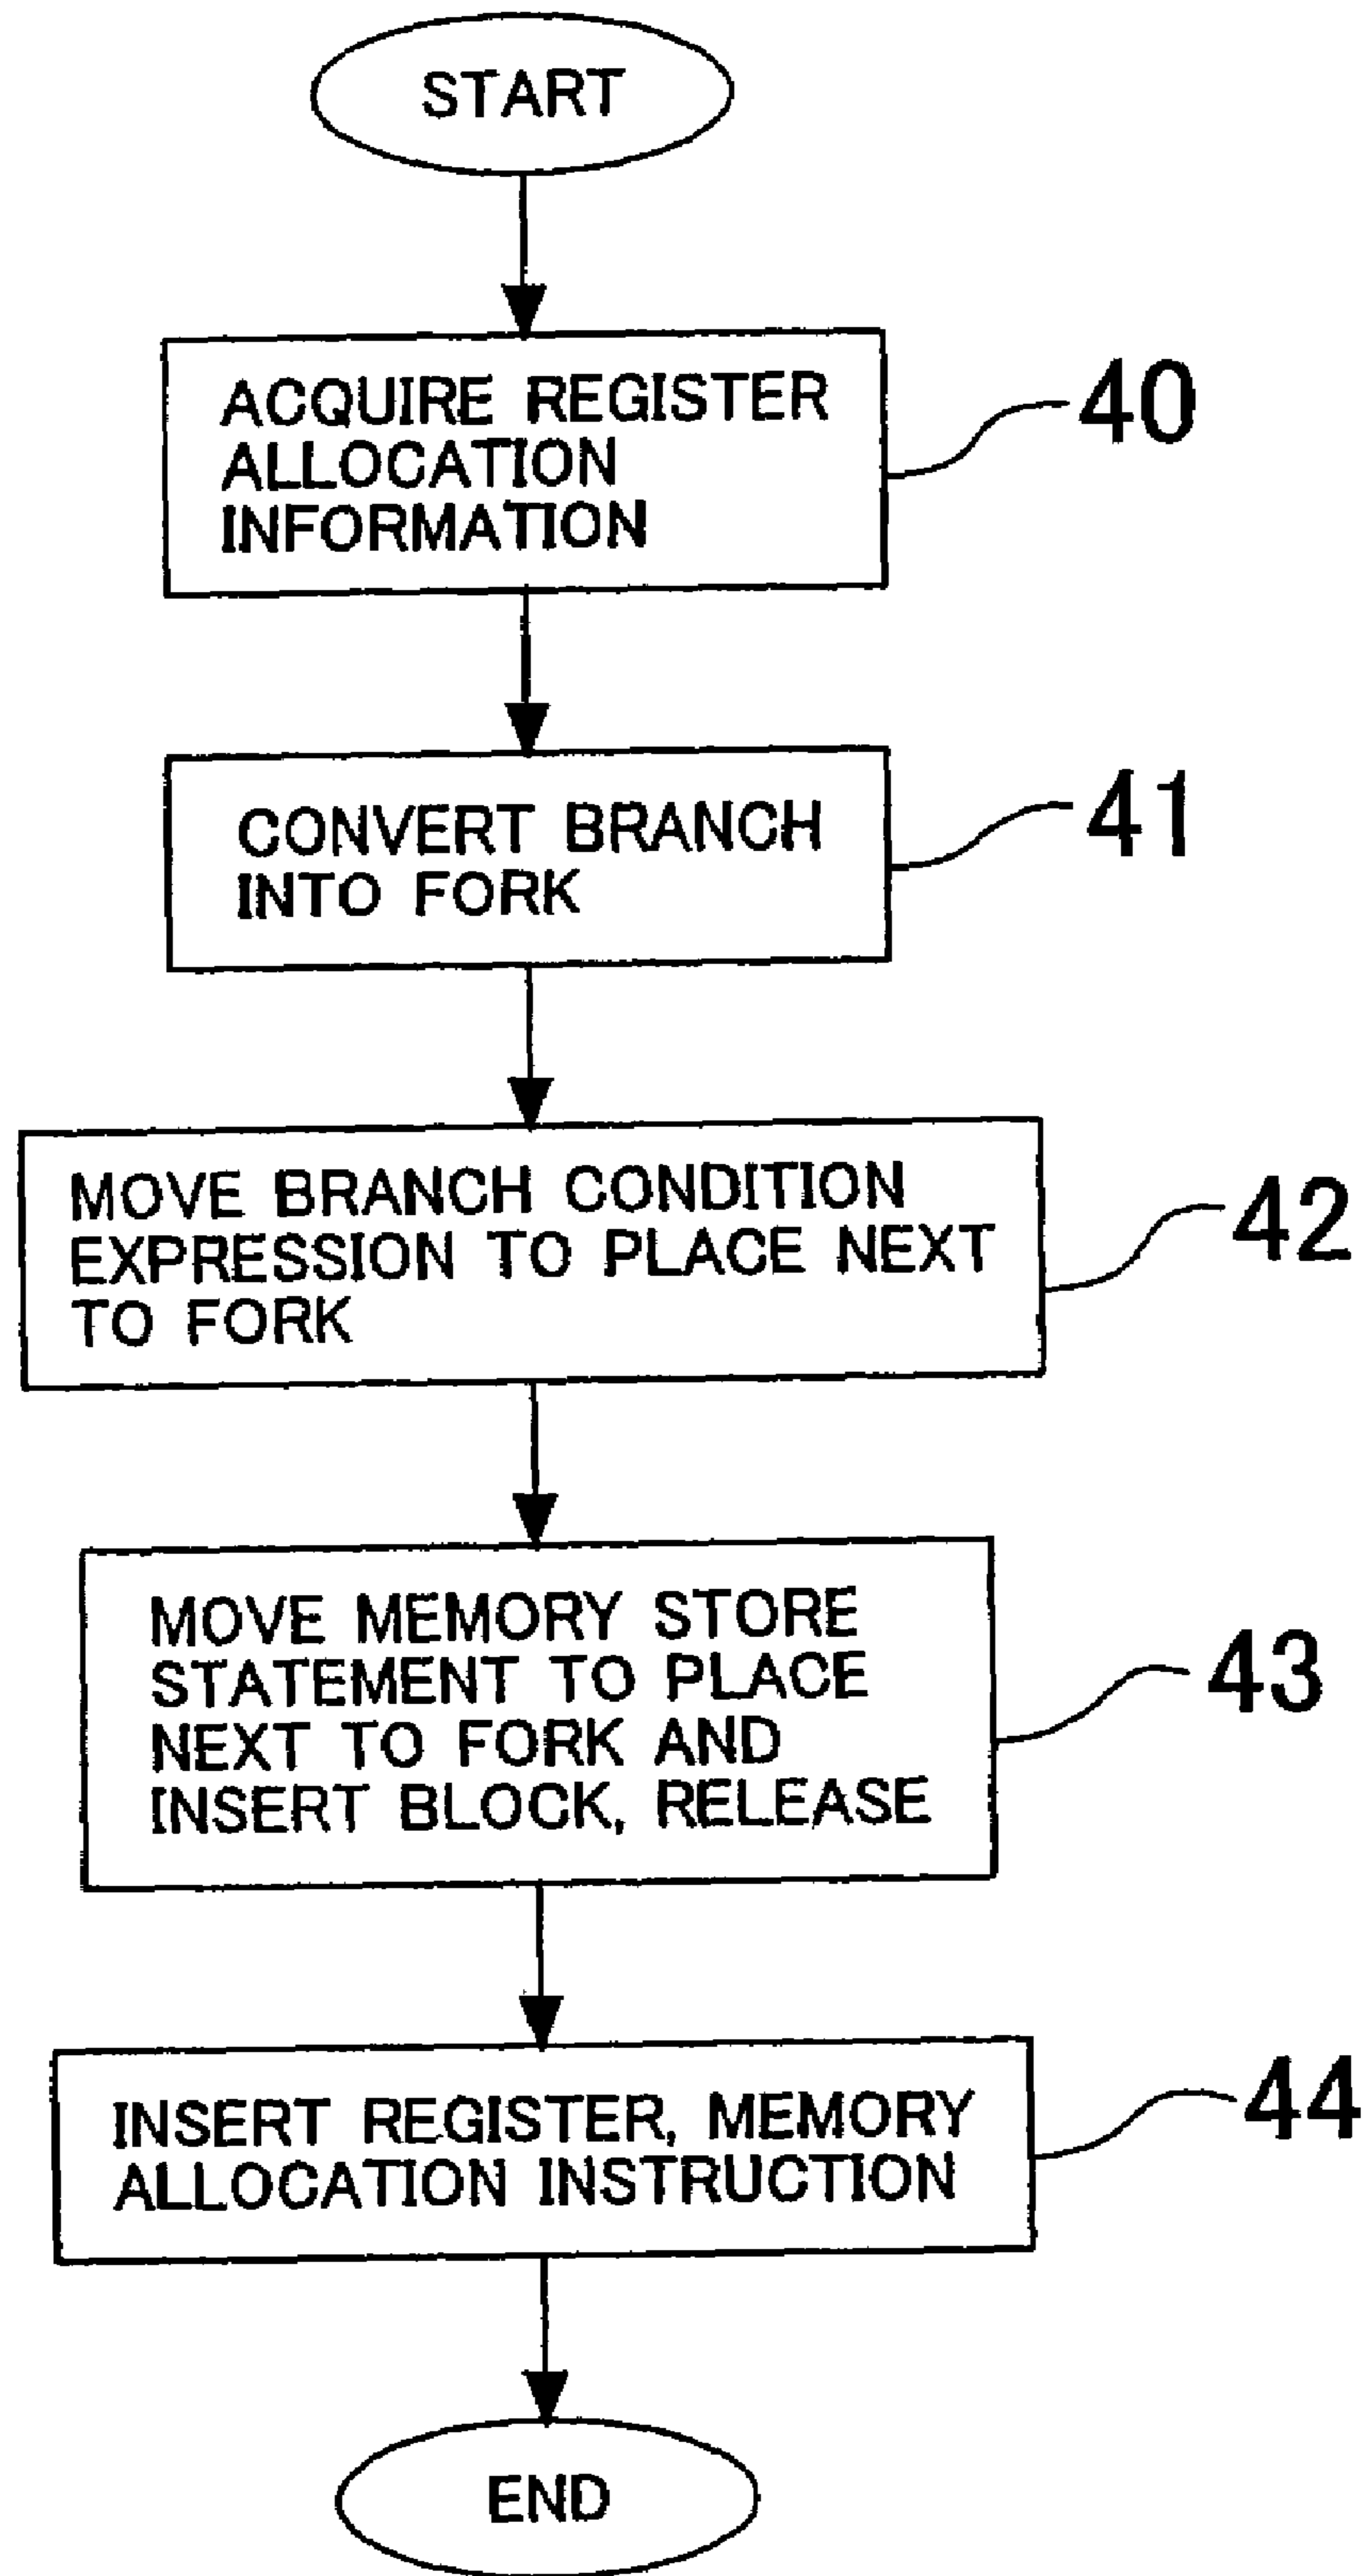 START
ACQUIRE REGISTER
ALLOCATION
INFORMATION
40
CONVERT BRANCH
INTO FORK
41
MOVE BRANCH CONDITION
EXPRESSION TO PLACE NEXT
TO FORK
42
MOVE MEMORY STORE
STATEMENT TO PLACE
NEXT TO FORK AND
INSERT BLOCK, RELEASE
43
INSERT REGISTER, MEMORY
ALLOCATION INSTRUCTION
44
END